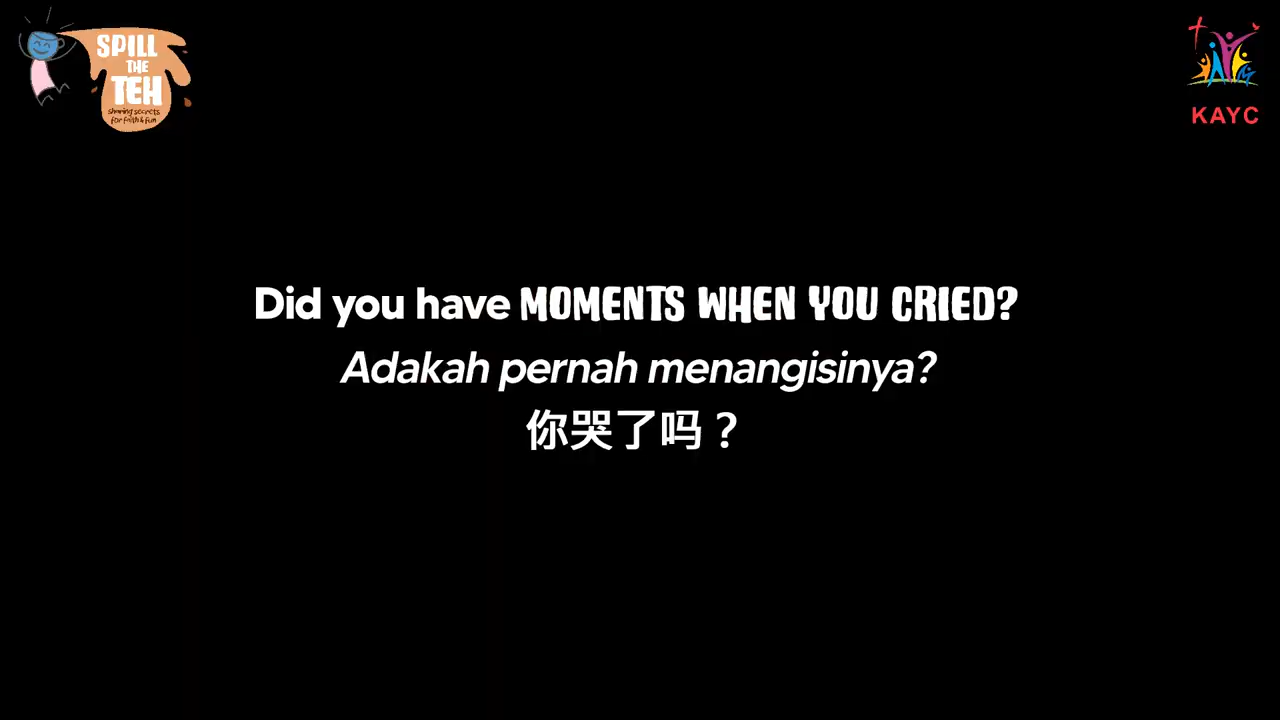 SPILL
THE
TEH
sharing secrets
for faith & fun
KAYC
Did you have MOMENTS WHEN YOU CRIED?
Adakah pernah menangisinya?
你哭了吗？